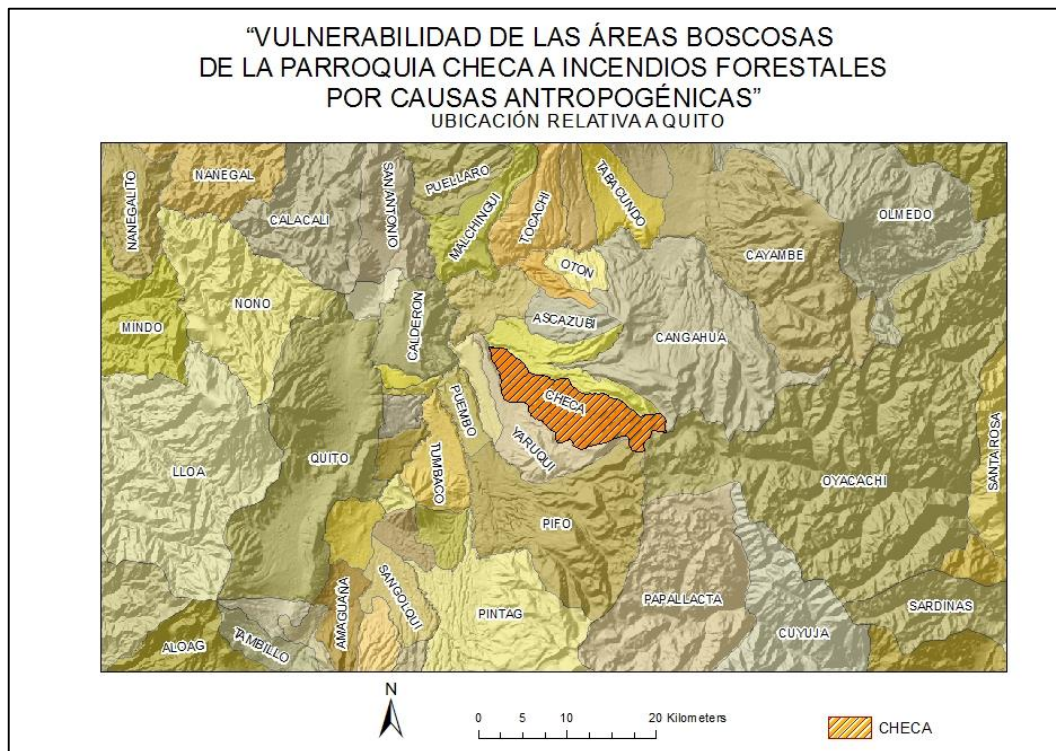 “VULNERABILIDAD DE LAS ÁREAS BOSCOSAS
DE LA PARROQUIA CHECA A INCENDIOS FORESTALES
POR CAUSAS ANTROPOGÉNICAS”
UBICACIÓN RELATIVA A QUITO
NANEGALITO
NANEGAL
CALACALI
SAN ANTONIO
PUELLARO
MALCHINGUI
TOCACHI
TABACUNDO
OLMEDO
CAYAMBE
OTON
NONO
MINDO
CALDERON
ASCAZUBI
CANGAHUA
CHECA
PUEMBO
YARUQUI
SANTA ROSA
LLOA
QUITO
TUMBACO
OYACACHI
PIFO
SANGOLQUI
AMAGUAÑA
PINTAG
PAPALLACTA
SARDINAS
CUYUJA
ALOAG
TAMBILLO
N
0 5 10 20 Kilometers
CHECA